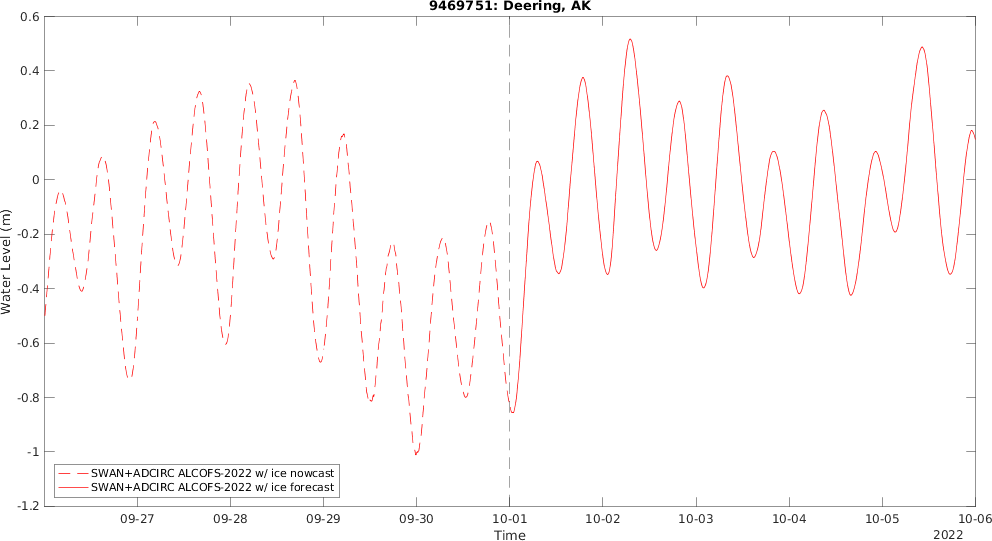 9469751: Deering, AK
0.6
0.4
0.2
0
-0.2
-0.4
-0.6
-0.8
-1
-1.2
Water Level (m)
SWAN+ADCIRC ALCOFS-2022 w/ ice nowcast
SWAN+ADCIRC ALCOFS-2022 w/ ice forecast
09-27 09-28 09-29 09-30 10-01 10-02 10-03 10-04 10-05 10-06
Time
2022